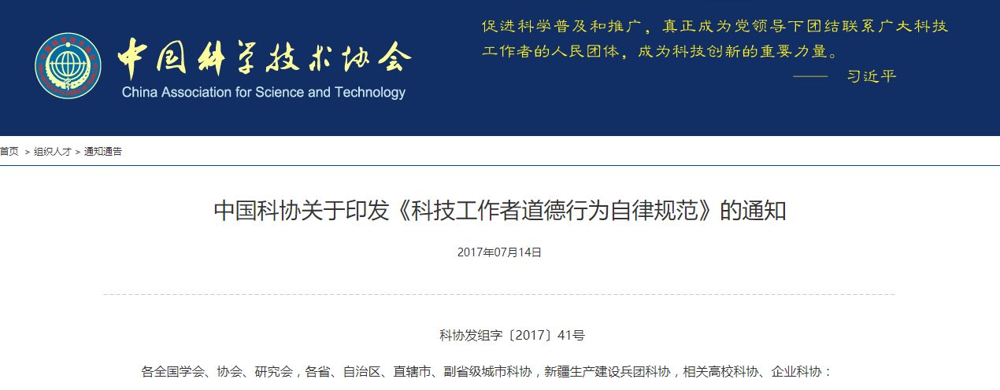 中国科学技术协会
China Association for Science and Technology
促进科学普及和推广，真正成为党领导下团结联系广大科技
工作者的人民团体，成为科技创新的重要力量。
—— 习近平
首页 > 组织人才 > 通知通告
中国科协关于印发《科技工作者道德行为自律规范》的通知
2017年07月14日
科协发组字〔2017〕41号
各全国学会、协会、研究会，各省、自治区、直辖市、副省级城市科协，新疆生产建设兵团科协，相关高校科协、企业科协：